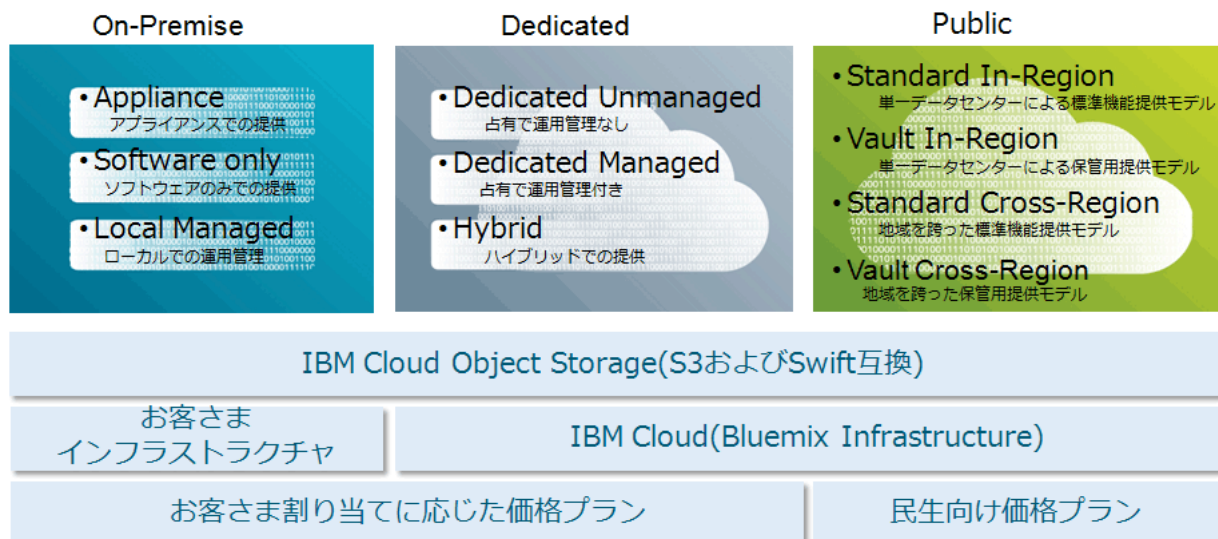 On-Premise
・Appliance
アプライアンスでの提供
・Software only
ソフトウェアのみでの提供
・Local Managed
ローカルでの運用管理
Dedicated
・Dedicated Unmanaged
占有で運用管理なし
・Dedicated Managed
占有で運用管理付き
・Hybrid
ハイブリッドでの提供
Public
・Standard In-Region
単一データセンターによる標準機能提供モデル
・Vault In-Region
単一データセンターによる保管用提供モデル
・Standard Cross-Region
地域を跨った標準機能提供モデル
・Vault Cross-Region
地域を跨った保管用提供モデル
IBM Cloud Object Storage(S3およびSwift互換)
お客さま
インフラストラクチャ
IBM Cloud(Bluemix Infrastructure)
お客さま割り当てに応じた価格プラン
民生向け価格プラン